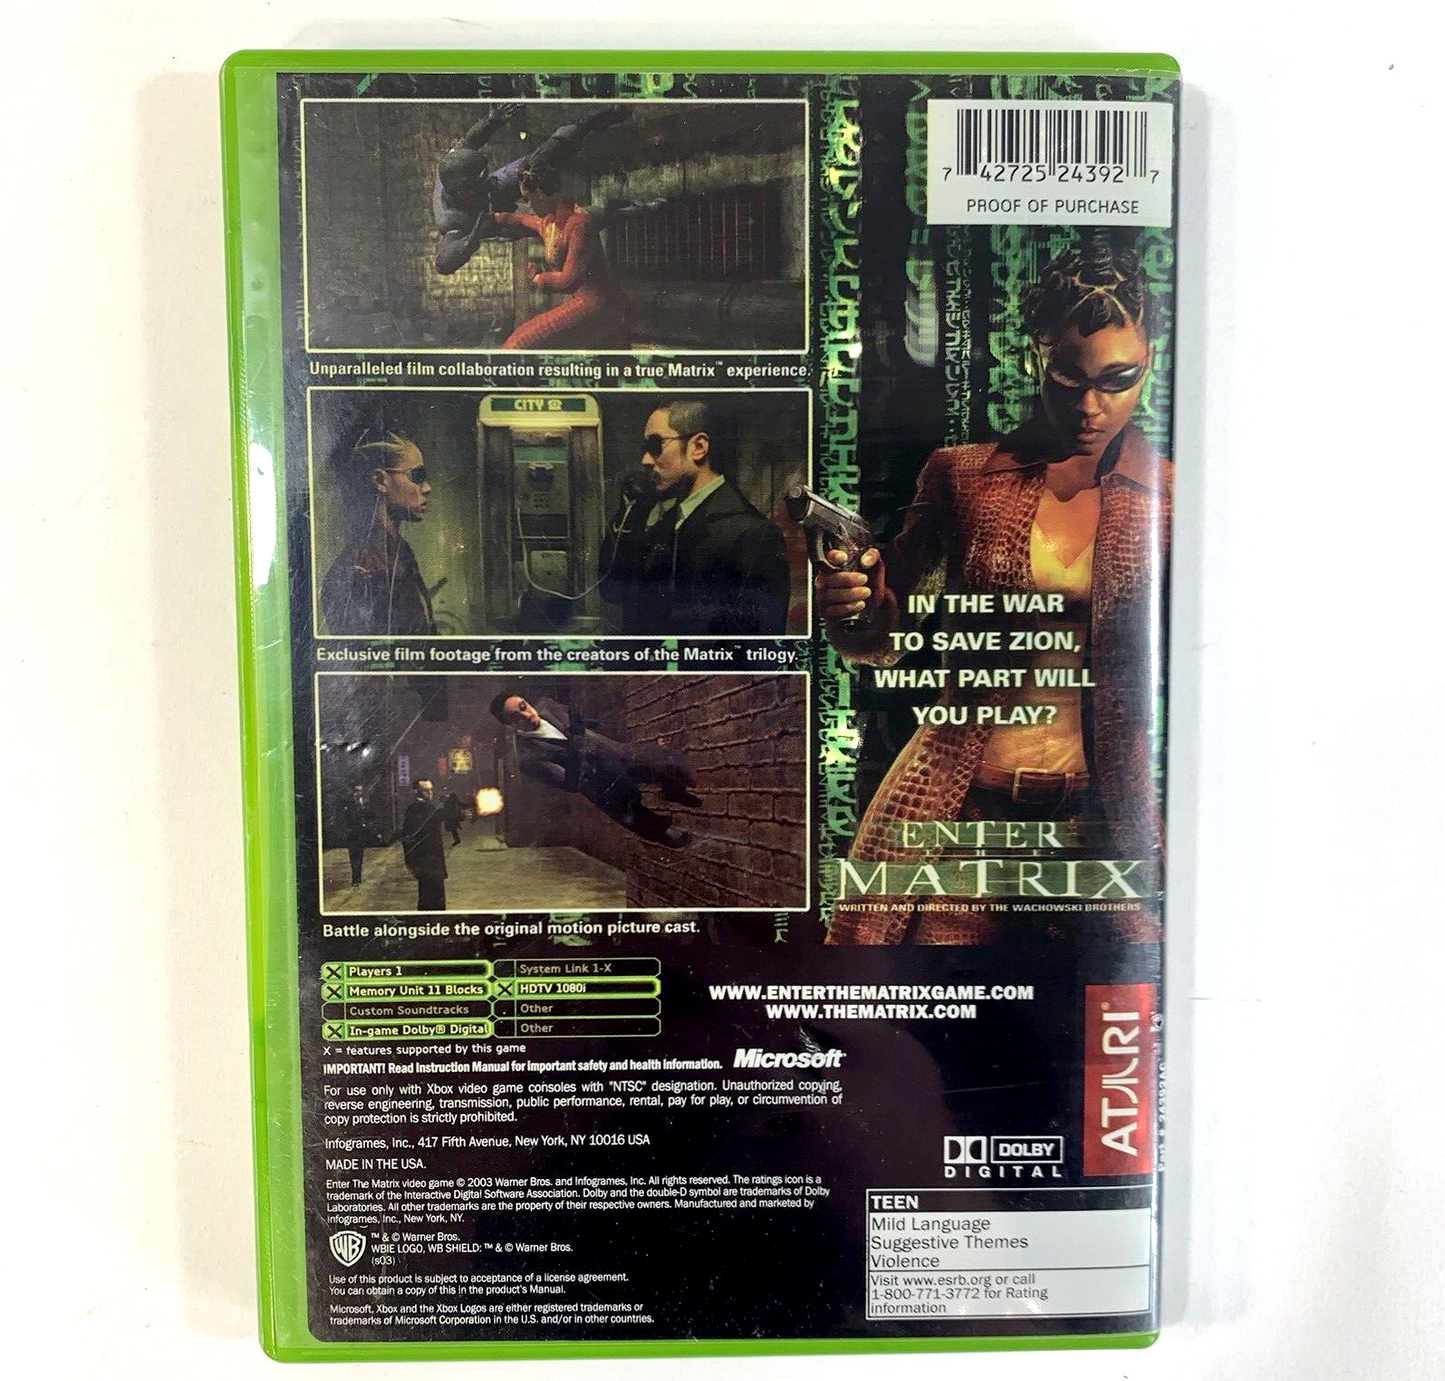 7 42725 24392 7
PROOF OF PURCHASE
Unparalleled film collaboration resulting in a true Matrix™ experience.
CITY
Exclusive film footage from the creators of the Matrix™ trilogy.
IN THE WAR
TO SAVE ZION,
WHAT PART WILL
YOU PLAY?
ENTER
THE
MATRIX
WRITTEN AND DIRECTED BY THE WACHOWSKI BROTHERS
Battle alongside the original motion picture cast.
X Players 1
System Link 1-X
X Memory Unit 11 Blocks
X HDTV 1080i
Custom Soundtracks
Other
X In-game Dolby® Digital
Other
X = features supported by this game
WWW.ENTERTHEMATRIXGAME.COM
WWW.THEMATRIX.COM
IMPORTANT! Read Instruction Manual for important safety and health information.
Microsoft®
For use only with Xbox video game consoles with "NTSC" designation. Unauthorized copying,
reverse engineering, transmission, public performance, rental, pay for play, or circumvention of
copy protection is strictly prohibited.
Infogrames, Inc., 417 Fifth Avenue, New York, NY 10016 USA
MADE IN THE USA.
Enter The Matrix video game © 2003 Warner Bros. and Infogrames, Inc. All rights reserved. The ratings icon is a
trademark of the Interactive Digital Software Association. Dolby and the double-D symbol are trademarks of Dolby
Laboratories. All other trademarks are the property of their respective owners. Manufactured and marketed by
Infogrames, Inc., New York, NY.
WB
™ & © Warner Bros.
WBIE LOGO, WB SHIELD: ™ & © Warner Bros.
(s03)
Use of this product is subject to acceptance of a license agreement.
You can obtain a copy of this in the product's Manual.
Microsoft, Xbox and the Xbox Logos are either registered trademarks or
trademarks of Microsoft Corporation in the U.S. and/or in other countries.
ATARI®
DOLBY
DIGITAL
TEEN
Mild Language
Suggestive Themes
Violence
Visit www.esrb.org or call
1-800-771-3772 for Rating
information